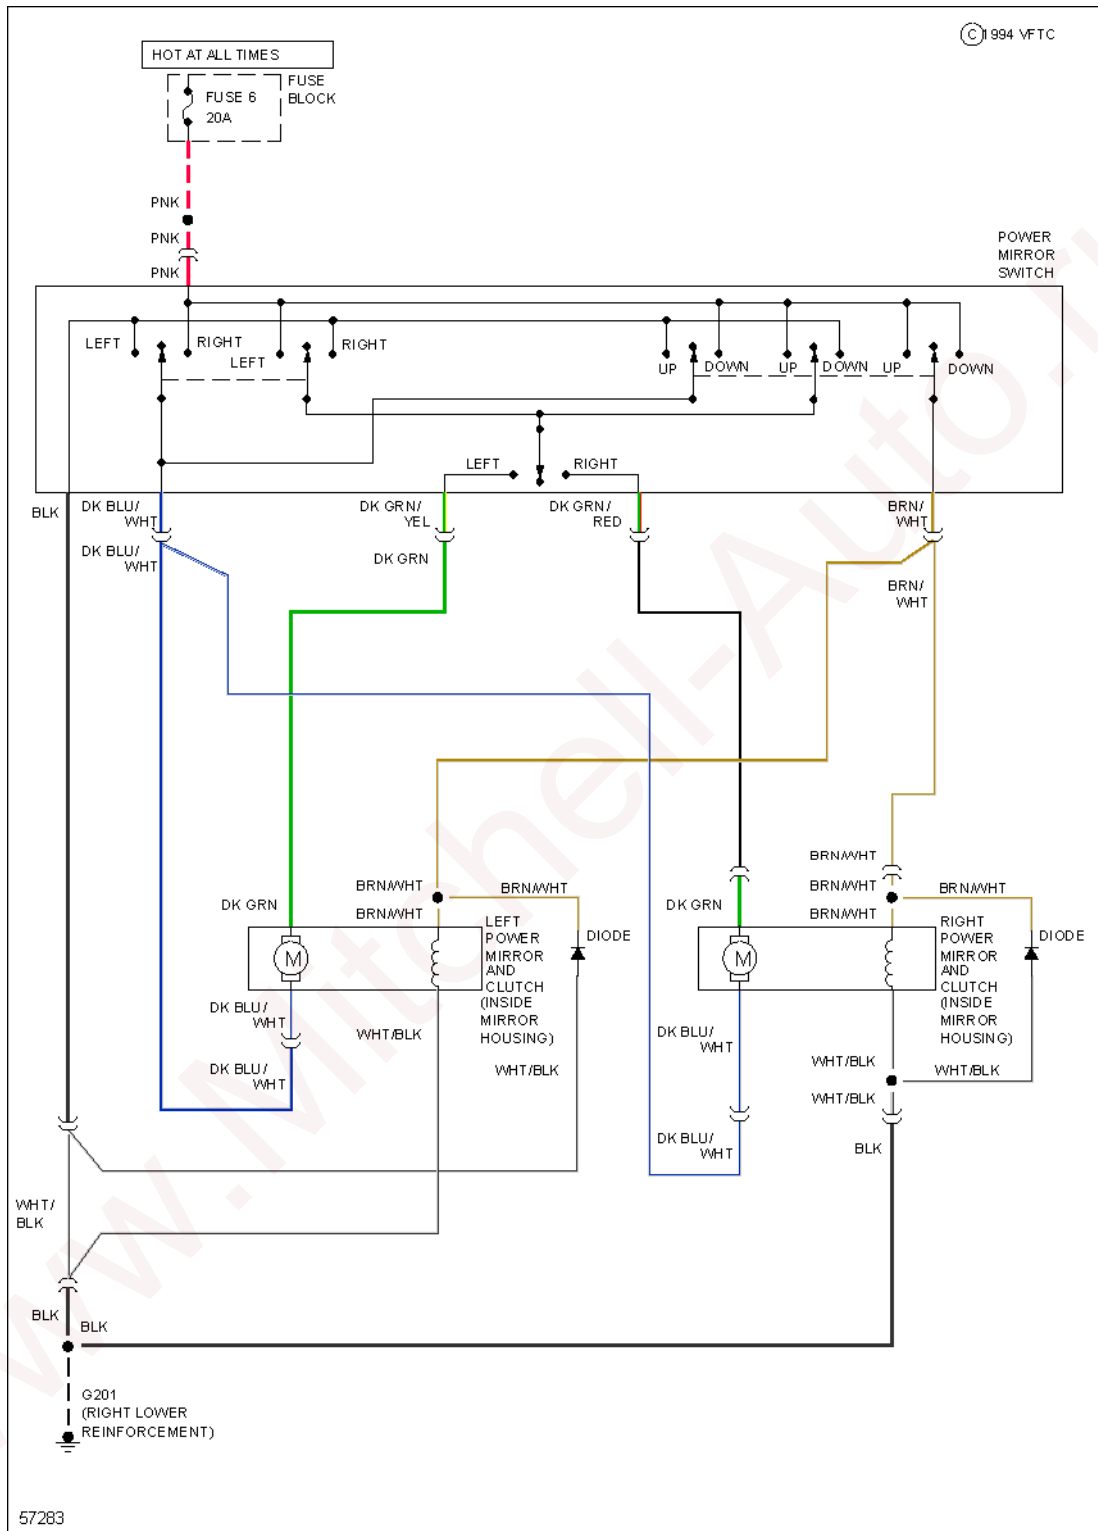 C 1994 VFTC
HOT AT ALL TIMES
FUSE 6
20A
FUSE
BLOCK
PNK
PNK
PNK
POWER
MIRROR
SWITCH
LEFT
RIGHT
LEFT
RIGHT
UP
DOWN
UP
DOWN
UP
DOWN
LEFT
RIGHT
BLK
DK BLU/
WHT
DK BLU/
WHT
DK GRN/
YEL
DK GRN
DK GRN/
RED
BRN/
WHT
BRN/
WHT
DK GRN
BRN/WHT
BRN/WHT
BRN/WHT
LEFT
POWER
MIRROR
AND
CLUTCH
(INSIDE
MIRROR
HOUSING)
DIODE
M
DK GRN
BRN/WHT
BRN/WHT
BRN/WHT
BRN/WHT
RIGHT
POWER
MIRROR
AND
CLUTCH
(INSIDE
MIRROR
HOUSING)
DIODE
M
DK BLU/
WHT
DK BLU/
WHT
WHT/BLK
WHT/BLK
DK BLU/
WHT
DK BLU/
WHT
WHT/BLK
WHT/BLK
WHT/BLK
BLK
WHT/
BLK
BLK
BLK
G201
(RIGHT LOWER
REINFORCEMENT)
57283
www.Mitchell-Auto.r